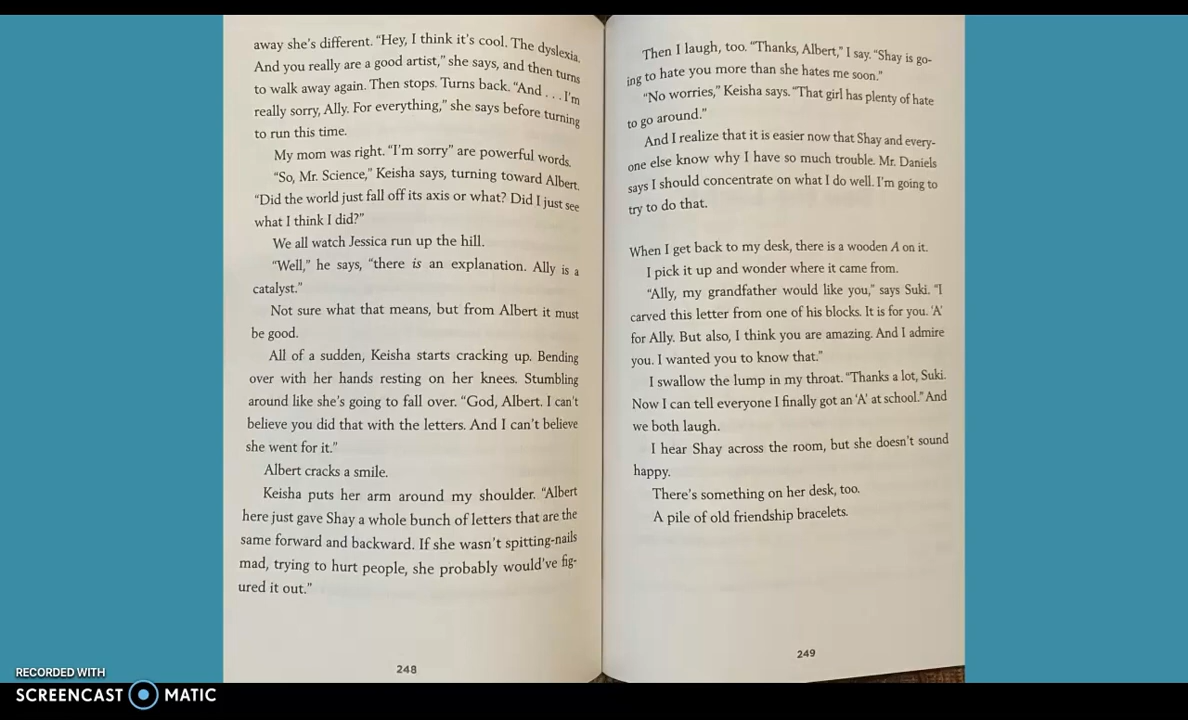 away she's different. "Hey, I think it's cool. The dyslexia.
And you really are a good artist," she says, and then turns
to walk away again. Then stops. Turns back. "And . . . I'm
really sorry, Ally. For everything," she says before turning
to run this time.
My mom was right. "I'm sorry" are powerful words.
"So, Mr. Science," Keisha says, turning toward Albert.
"Did the world just fall off its axis or what? Did I just see
what I think I did?"
We all watch Jessica run up the hill.
"Well," he says, "there is an explanation. Ally is a
catalyst."
Not sure what that means, but from Albert it must
be good.
All of a sudden, Keisha starts cracking up. Bending
over with her hands resting on her knees. Stumbling
around like she's going to fall over. "God, Albert. I can't
believe you did that with the letters. And I can't believe
she went for it."
Albert cracks a smile.
Keisha puts her arm around my shoulder. "Albert
here just gave Shay a whole bunch of letters that are the
same forward and backward. If she wasn't spitting-nails
mad, trying to hurt people, she probably would've fig-
ured it out."
248
Then I laugh, too. "Thanks, Albert," I say. "Shay is go-
ing to hate you more than she hates me soon."
"No worries," Keisha says. "That girl has plenty of hate
to go around."
And I realize that it is easier now that Shay and every-
one else know why I have so much trouble. Mr. Daniels
says I should concentrate on what I do well. I'm going to
try to do that.
When I get back to my desk, there is a wooden A on it.
I pick it up and wonder where it came from.
"Ally, my grandfather would like you," says Suki. "I
carved this letter from one of his blocks. It is for you. 'A'
for Ally. But also, I think you are amazing. And I admire
you. I wanted you to know that."
I swallow the lump in my throat. "Thanks a lot, Suki.
Now I can tell everyone I finally got an 'A' at school." And
we both laugh.
I hear Shay across the room, but she doesn't sound
happy.
There's something on her desk, too.
A pile of old friendship bracelets.
249
RECORDED WITH
SCREENCAST MATIC